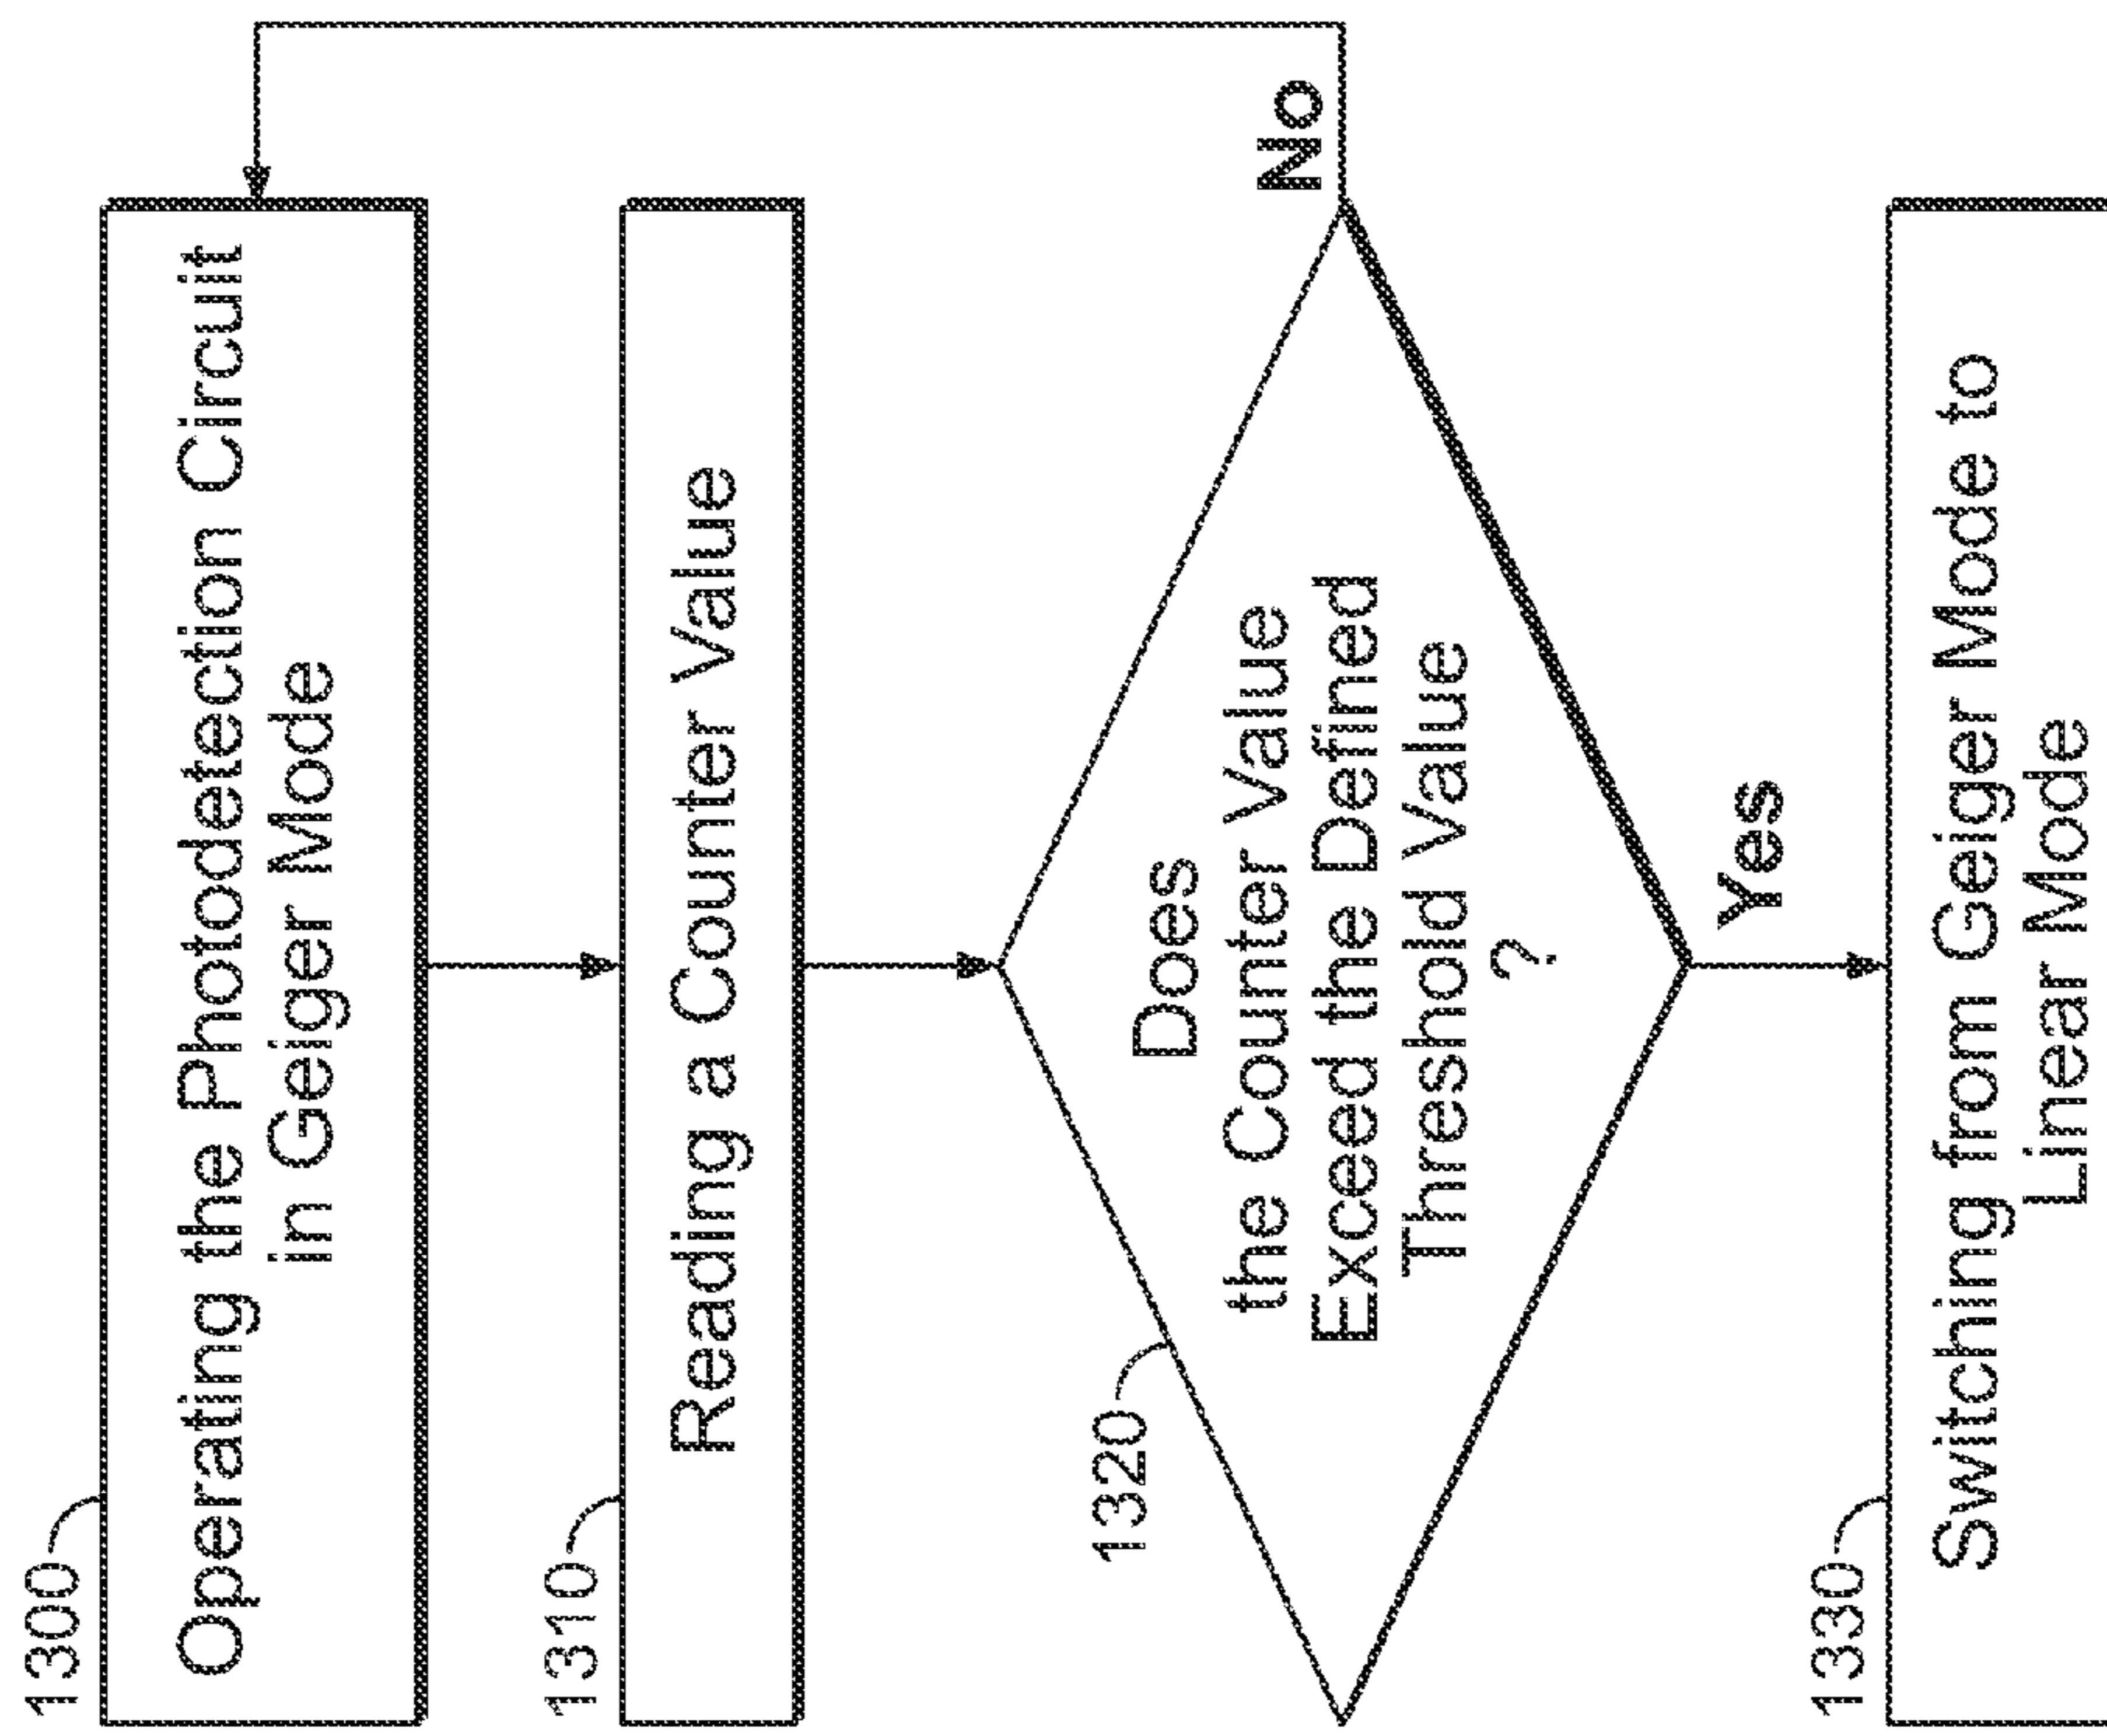 1300
Operating the Photodetection Circuit
in Geiger Mode
1310
Reading a Counter Value
1320
Does
the Counter Value
Exceed the Defined
Threshold Value
?
No
Yes
1330
Switching from Geiger Mode to
Linear Mode